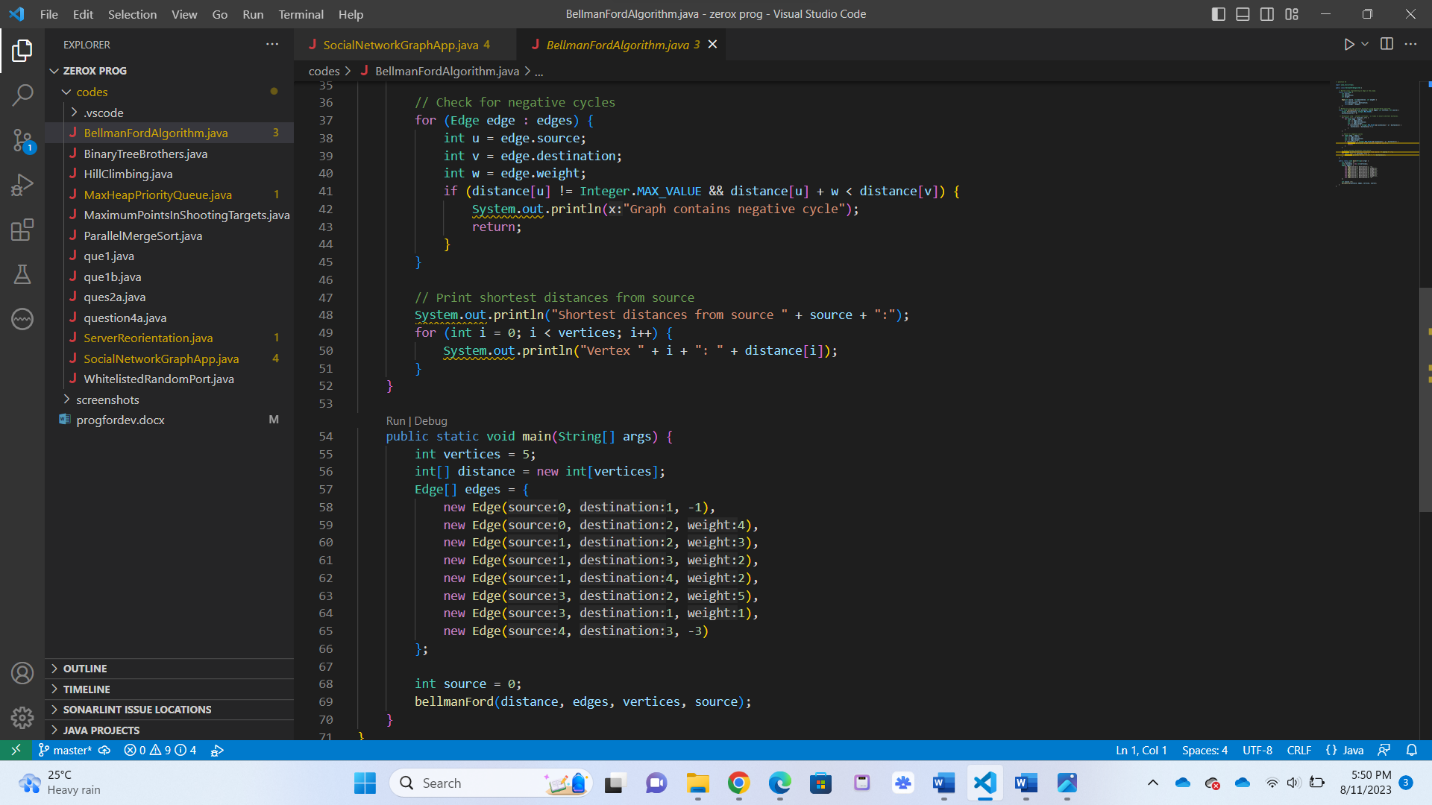 File Edit Selection View Go Run Terminal Help
BellmanFordAlgorithm.java - zerox prog - Visual Studio Code
EXPLORER
ZEROX PROG
codes
.vscode
BellmanFordAlgorithm.java 3
BinaryTreeBrothers.java
HillClimbing.java
MaxHeapPriorityQueue.java 1
MaximumPointsInShootingTargets.java
ParallelMergeSort.java
que1.java
que1b.java
ques2a.java
question4a.java
ServerReorientation.java 1
SocialNetworkGraphApp.java 4
WhitelistedRandomPort.java
screenshots
progfordev.docx M
OUTLINE
TIMELINE
SONARLINT ISSUE LOCATIONS
JAVA PROJECTS
1
SocialNetworkGraphApp.java 4
BellmanFordAlgorithm.java 3
codes > BellmanFordAlgorithm.java > ...
35
36 // Check for negative cycles
37 for (Edge edge : edges) {
38 int u = edge.source;
39 int v = edge.destination;
40 int w = edge.weight;
41 if (distance[u] != Integer.MAX_VALUE && distance[u] + w < distance[v]) {
42 System.out.println(x:"Graph contains negative cycle");
43 return;
44 }
45 }
46
47 // Print shortest distances from source
48 System.out.println("Shortest distances from source " + source + ":");
49 for (int i = 0; i < vertices; i++) {
50 System.out.println("Vertex " + i + ": " + distance[i]);
51 }
52 }
53
Run | Debug
54 public static void main(String[] args) {
55 int vertices = 5;
56 int[] distance = new int[vertices];
57 Edge[] edges = {
58 new Edge(source:0, destination:1, -1),
59 new Edge(source:0, destination:2, weight:4),
60 new Edge(source:1, destination:2, weight:3),
61 new Edge(source:1, destination:3, weight:2),
62 new Edge(source:1, destination:4, weight:2),
63 new Edge(source:3, destination:2, weight:5),
64 new Edge(source:3, destination:1, weight:1),
65 new Edge(source:4, destination:3, -3)
66 };
67
68 int source = 0;
69 bellmanFord(distance, edges, vertices, source);
70 }
71 }
master* 0 9 4
Ln 1, Col 1 Spaces: 4 UTF-8 CRLF {} Java
25°C
Heavy rain
Search
5:50 PM
8/11/2023
3